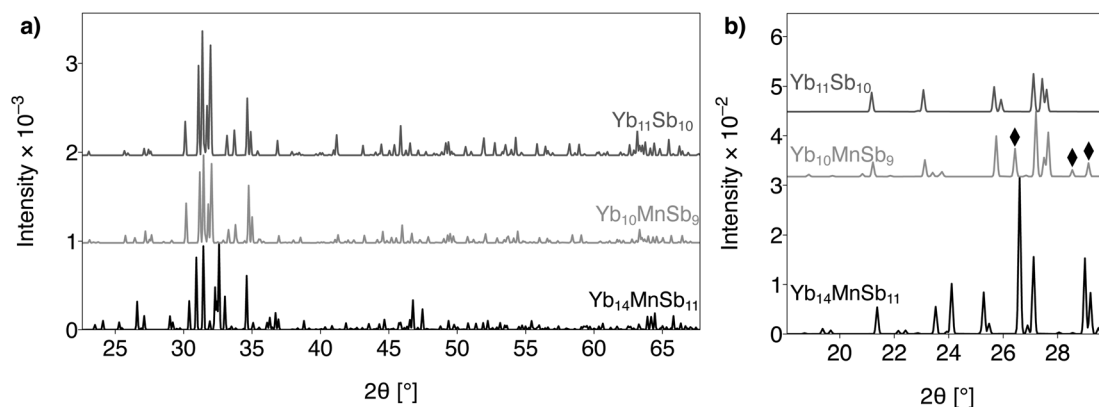 a)
Intensity × 10⁻³
3
2
1
0
Yb₁₁Sb₁₀
Yb₁₀MnSb₉
Yb₁₄MnSb₁₁
25 30 35 40 45 50 55 60 65
2θ [°]
b)
Intensity × 10⁻²
6
5
4
3
2
1
0
Yb₁₁Sb₁₀
Yb₁₀MnSb₉
Yb₁₄MnSb₁₁
20 22 24 26 28
2θ [°]